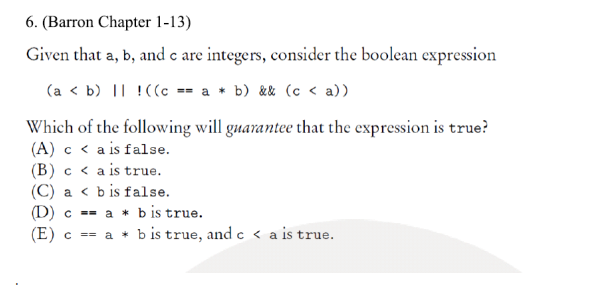 6. (Barron Chapter 1-13)
Given that a, b, and c are integers, consider the boolean expression
(a < b) || !((c == a * b) && (c < a))
Which of the following will guarantee that the expression is true?
(A) c < a is false.
(B) c < a is true.
(C) a < b is false.
(D) c == a * b is true.
(E) c == a * b is true, and c < a is true.